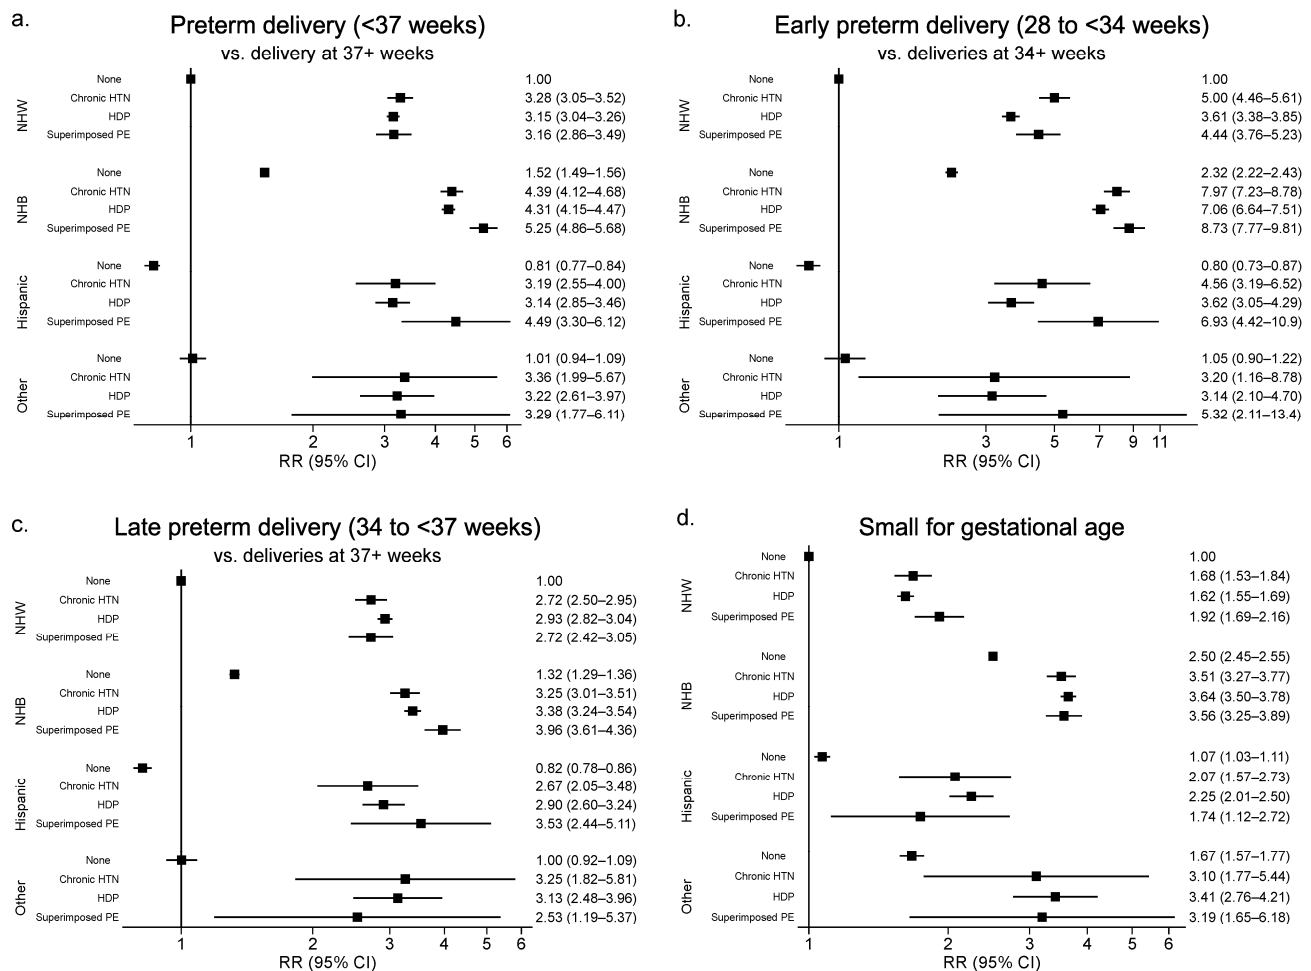 a.
Preterm delivery (<37 weeks)
vs. delivery at 37+ weeks
NHW
None 1.00
Chronic HTN 3.28 (3.05–3.52)
HDP 3.15 (3.04–3.26)
Superimposed PE 3.16 (2.86–3.49)
NHB
None 1.52 (1.49–1.56)
Chronic HTN 4.39 (4.12–4.68)
HDP 4.31 (4.15–4.47)
Superimposed PE 5.25 (4.86–5.68)
Hispanic
None 0.81 (0.77–0.84)
Chronic HTN 3.19 (2.55–4.00)
HDP 3.14 (2.85–3.46)
Superimposed PE 4.49 (3.30–6.12)
Other
None 1.01 (0.94–1.09)
Chronic HTN 3.36 (1.99–5.67)
HDP 3.22 (2.61–3.97)
Superimposed PE 3.29 (1.77–6.11)
1 2 3 4 5 6
RR (95% CI)
b.
Early preterm delivery (28 to <34 weeks)
vs. deliveries at 34+ weeks
NHW
None 1.00
Chronic HTN 5.00 (4.46–5.61)
HDP 3.61 (3.38–3.85)
Superimposed PE 4.44 (3.76–5.23)
NHB
None 2.32 (2.22–2.43)
Chronic HTN 7.97 (7.23–8.78)
HDP 7.06 (6.64–7.51)
Superimposed PE 8.73 (7.77–9.81)
Hispanic
None 0.80 (0.73–0.87)
Chronic HTN 4.56 (3.19–6.52)
HDP 3.62 (3.05–4.29)
Superimposed PE 6.93 (4.42–10.9)
Other
None 1.05 (0.90–1.22)
Chronic HTN 3.20 (1.16–8.78)
HDP 3.14 (2.10–4.70)
Superimposed PE 5.32 (2.11–13.4)
1 3 5 7 9 11
RR (95% CI)
c.
Late preterm delivery (34 to <37 weeks)
vs. deliveries at 37+ weeks
NHW
None 1.00
Chronic HTN 2.72 (2.50–2.95)
HDP 2.93 (2.82–3.04)
Superimposed PE 2.72 (2.42–3.05)
NHB
None 1.32 (1.29–1.36)
Chronic HTN 3.25 (3.01–3.51)
HDP 3.38 (3.24–3.54)
Superimposed PE 3.96 (3.61–4.36)
Hispanic
None 0.82 (0.78–0.86)
Chronic HTN 2.67 (2.05–3.48)
HDP 2.90 (2.60–3.24)
Superimposed PE 3.53 (2.44–5.11)
Other
None 1.00 (0.92–1.09)
Chronic HTN 3.25 (1.82–5.81)
HDP 3.13 (2.48–3.96)
Superimposed PE 2.53 (1.19–5.37)
1 2 3 4 5 6
RR (95% CI)
d.
Small for gestational age
NHW
None 1.00
Chronic HTN 1.68 (1.53–1.84)
HDP 1.62 (1.55–1.69)
Superimposed PE 1.92 (1.69–2.16)
NHB
None 2.50 (2.45–2.55)
Chronic HTN 3.51 (3.27–3.77)
HDP 3.64 (3.50–3.78)
Superimposed PE 3.56 (3.25–3.89)
Hispanic
None 1.07 (1.03–1.11)
Chronic HTN 2.07 (1.57–2.73)
HDP 2.25 (2.01–2.50)
Superimposed PE 1.74 (1.12–2.72)
Other
None 1.67 (1.57–1.77)
Chronic HTN 3.10 (1.77–5.44)
HDP 3.41 (2.76–4.21)
Superimposed PE 3.19 (1.65–6.18)
1 2 3 4 5 6
RR (95% CI)